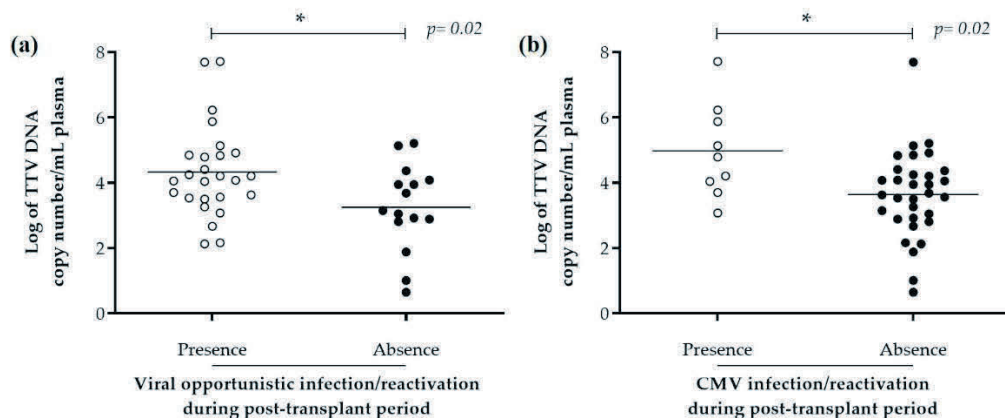 (a)
*
p= 0.02
Log of TTV DNA
copy number/mL plasma
8
6
4
2
0
Presence
Absence
Viral opportunistic infection/reactivation
during post-transplant period
(b)
*
p= 0.02
Log of TTV DNA
copy number/mL plasma
8
6
4
2
0
Presence
Absence
CMV infection/reactivation
during post-transplant period